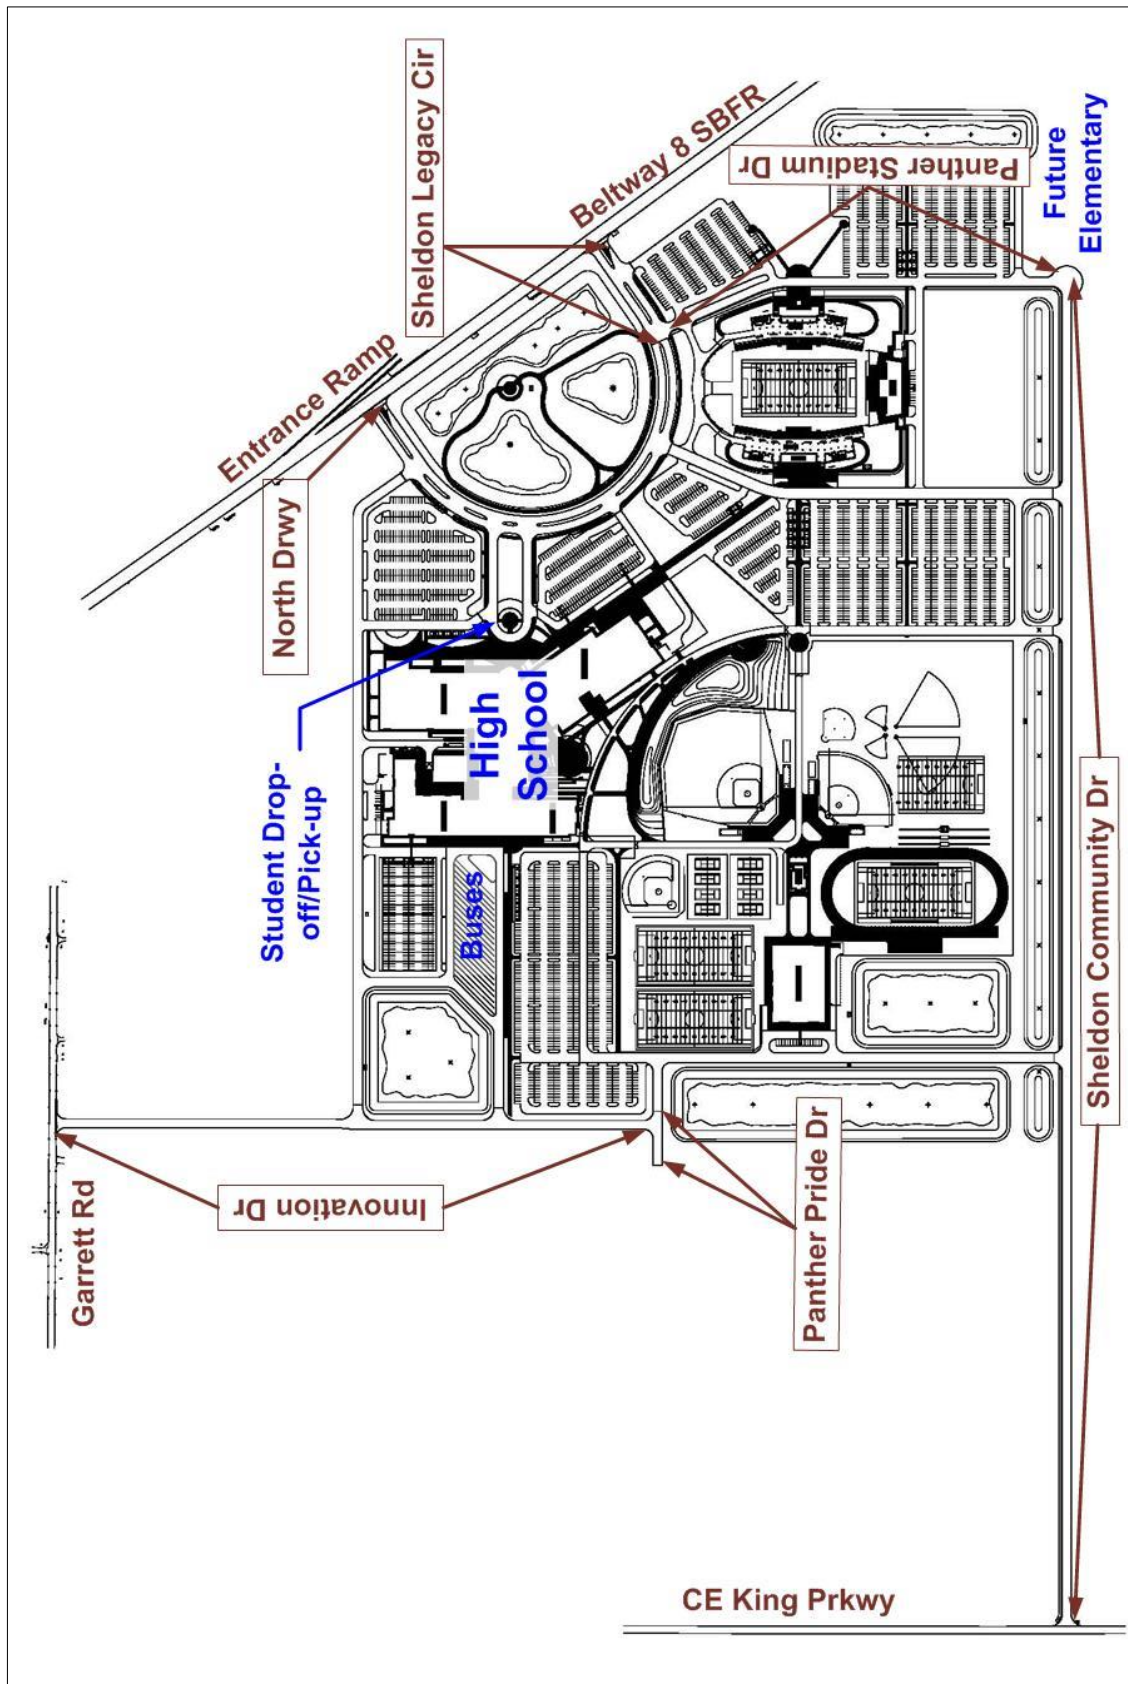 Sheldon Legacy Cir
Beltway 8 SBFR
Panther Stadium Dr
Future
Elementary
Entrance Ramp
North Drwy
Student Drop-
off/Pick-up
High
School
Buses
Sheldon Community Dr
Garrett Rd
Innovation Dr
Panther Pride Dr
CE King Prkwy